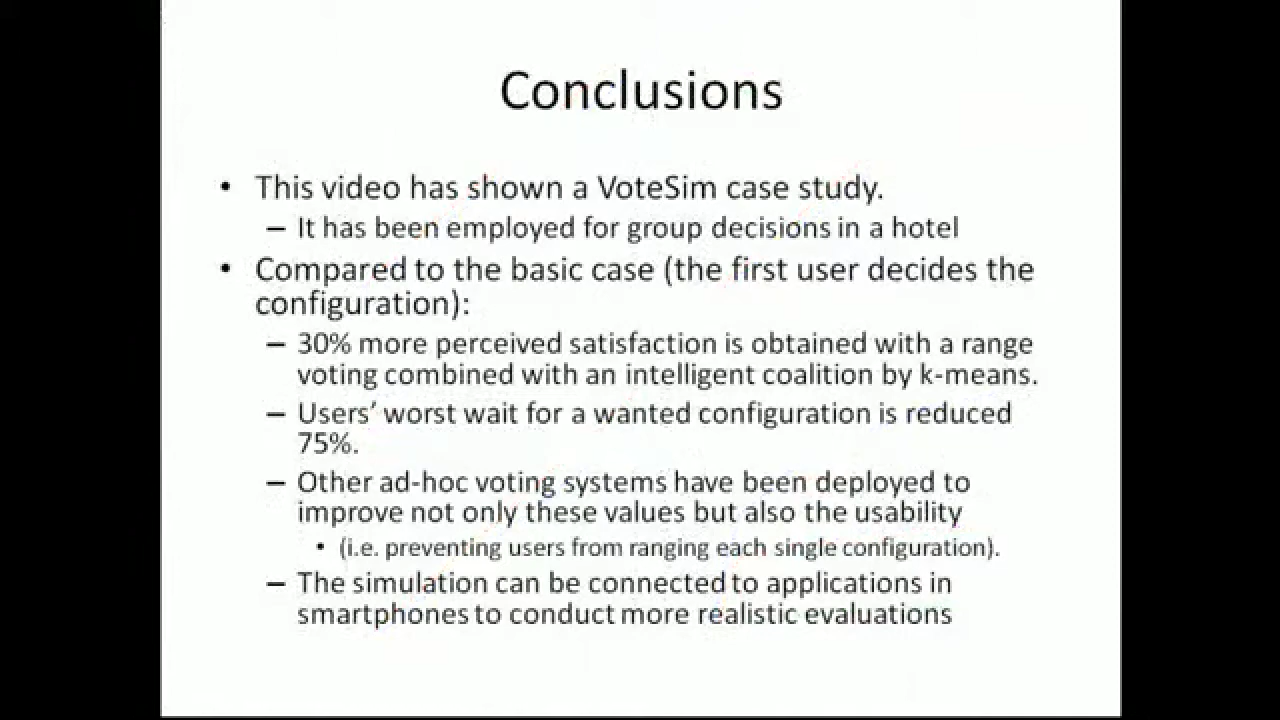 Conclusions
• This video has shown a VoteSim case study.
– It has been employed for group decisions in a hotel
• Compared to the basic case (the first user decides the
configuration):
– 30% more perceived satisfaction is obtained with a range
voting combined with an intelligent coalition by k-means.
– Users’ worst wait for a wanted configuration is reduced
75%.
– Other ad-hoc voting systems have been deployed to
improve not only these values but also the usability
• (i.e. preventing users from ranging each single configuration).
– The simulation can be connected to applications in
smartphones to conduct more realistic evaluations